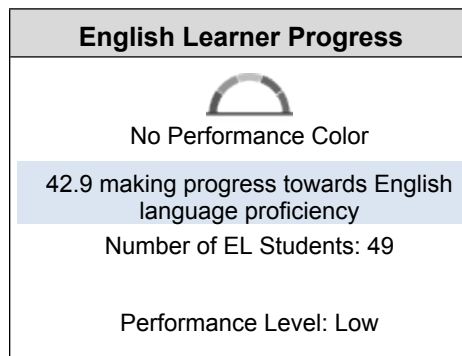 English Learner Progress
No Performance Color
42.9 making progress towards English
language proficiency
Number of EL Students: 49
Performance Level: Low